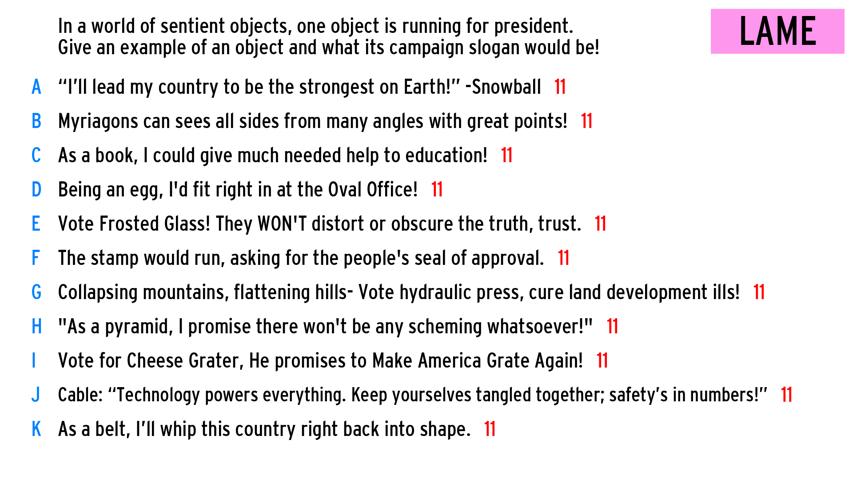 In a world of sentient objects, one object is running for president.
Give an example of an object and what its campaign slogan would be!
LAME
A “I’ll lead my country to be the strongest on Earth!” -Snowball 11
B Myriagons can sees all sides from many angles with great points! 11
C As a book, I could give much needed help to education! 11
D Being an egg, I'd fit right in at the Oval Office! 11
E Vote Frosted Glass! They WON'T distort or obscure the truth, trust. 11
F The stamp would run, asking for the people's seal of approval. 11
G Collapsing mountains, flattening hills- Vote hydraulic press, cure land development ills! 11
H "As a pyramid, I promise there won't be any scheming whatsoever!" 11
I Vote for Cheese Grater, He promises to Make America Grate Again! 11
J Cable: “Technology powers everything. Keep yourselves tangled together; safety’s in numbers!” 11
K As a belt, I’ll whip this country right back into shape. 11